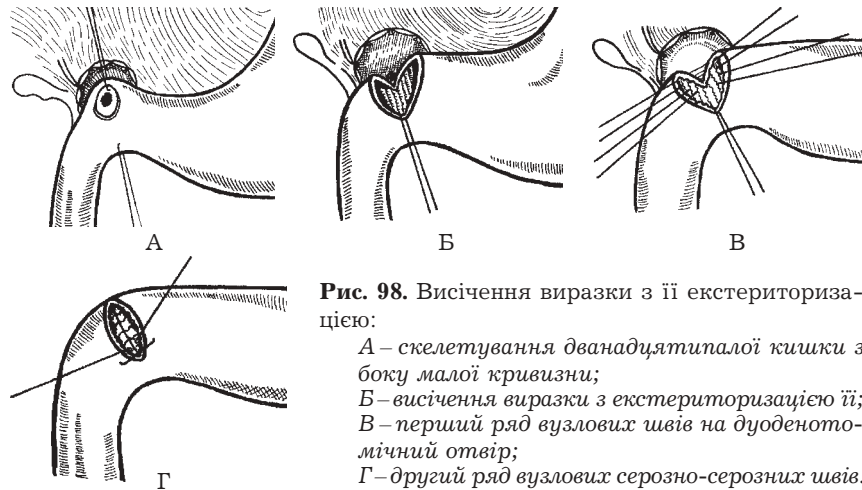 А
Б
В
Г
Рис. 98. Висічення виразки з її екстериториза-
цією:
А – скелетування дванадцятипалої кишки з
боку малої кривизни;
Б – висічення виразки з екстериторизацією її;
В – перший ряд вузлових швів на дуоденото-
мічний отвір;
Г – другий ряд вузлових серозно-серозних швів.